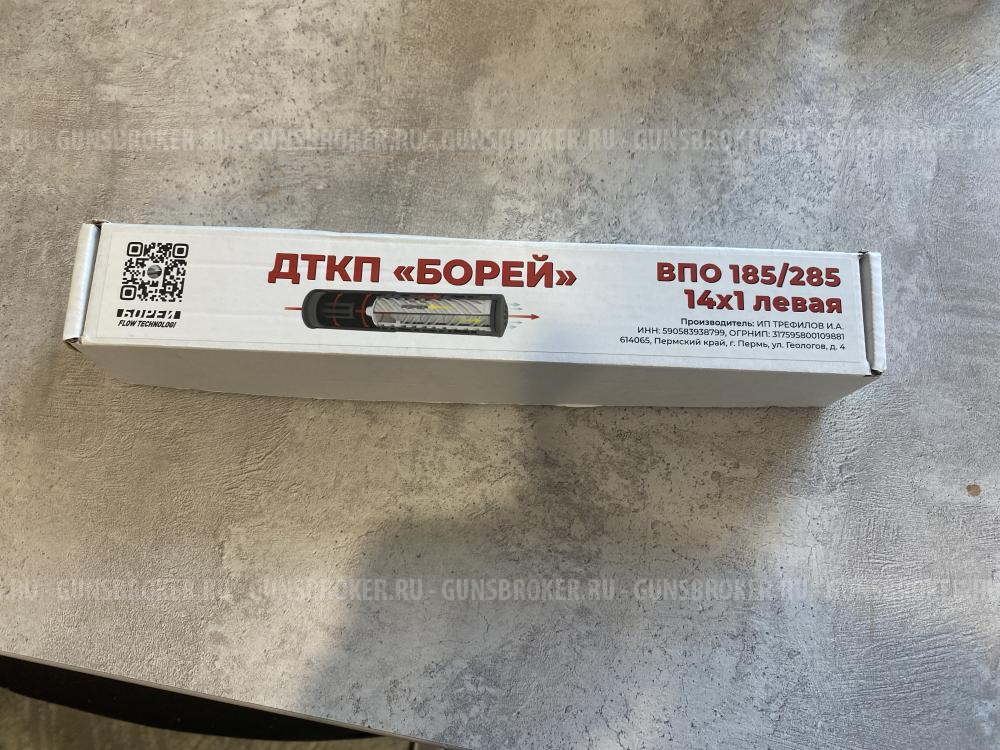 .RU - GUNSBROKER.RU - GUNSBROKER.RU - GUNSBROKER.RU - GUNSBROKER.RU - GUNSBROKER
ДТКП «БОРЕЙ»
ВПО 185/285
14х1 левая
БОРЕЙ
FLOW TECHNOLOGI
Производитель: ИП ТРЕФИЛОВ И.А.
ИНН: 590583938799, ОГРНИП: 317595800109881
614065, Пермский край, г. Пермь, ул. Геологов, д. 4
.RU - GUNSBROKER.RU - GUNSBROKER.RU - GUNSBROKER.RU - GUNSBROKER.RU - GUNSBROKER